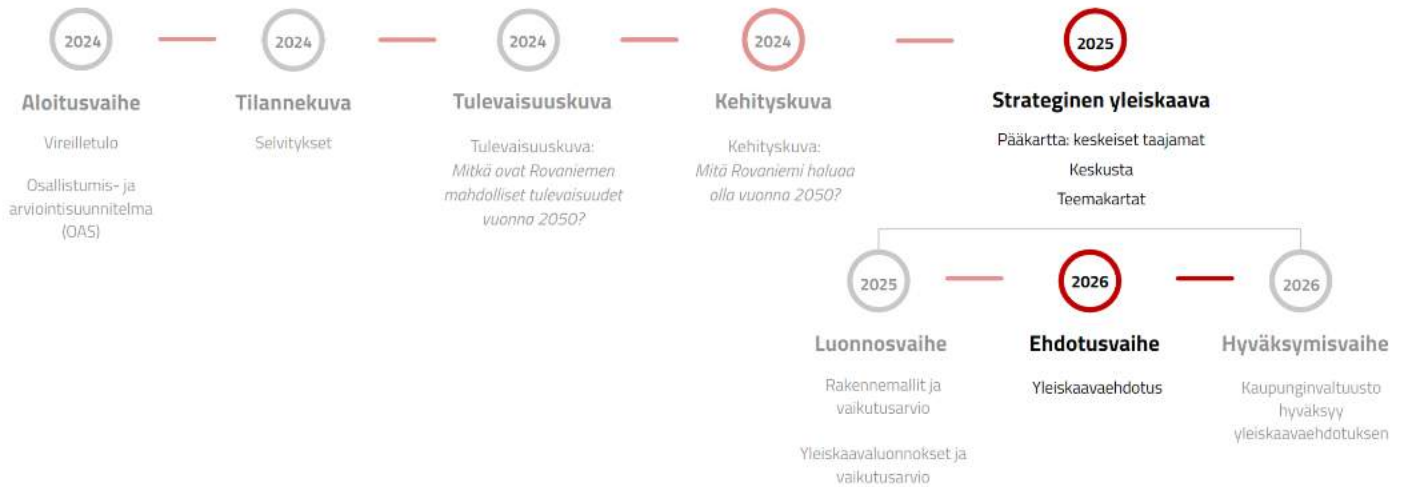 2024
Aloitusvaihe
Vireilletulo
Osallistumis- ja
arviointisuunnitelma
(OAS)
2024
Tilannekuva
Selvitykset
2024
Tulevaisuuskuva
Tulevaisuuskuva:
Mitkä ovat Rovaniemen
mahdolliset tulevaisuudet
vuonna 2050?
2024
Kehityskuva
Kehityskuva:
Mitä Rovaniemi haluaa
olla vuonna 2050?
2025
Strateginen yleiskaava
Pääkartta: keskeiset taajamat
Keskusta
Teemakartat
2025
Luonnosvaihe
Rakennemallit ja
vaikutusarvio
Yleiskaavaluonnokset ja
vaikutusarvio
2026
Ehdotusvaihe
Yleiskaavaehdotus
2026
Hyväksymisvaihe
Kaupunginvaltuusto
hyväksyy
yleiskaavaehdotuksen